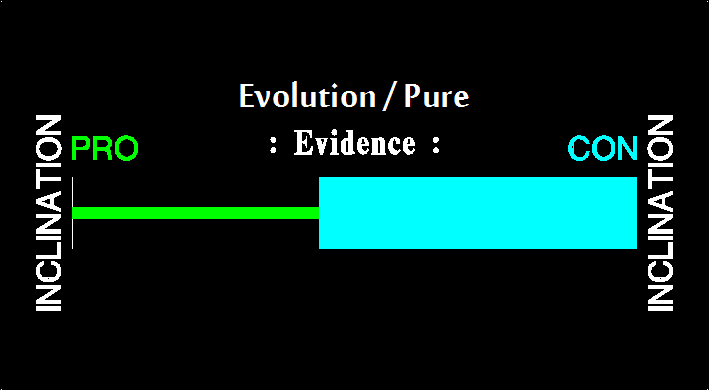 Evolution / Pure
: Evidence :
PRO
CON
INCLINATION
INCLINATION